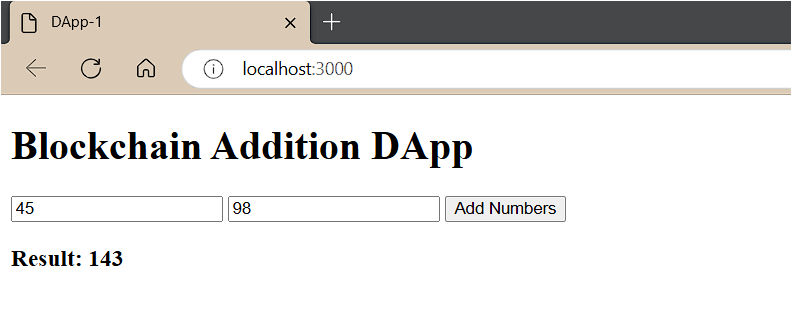 DApp-1
localhost:3000
Blockchain Addition DApp
45 98 Add Numbers
Result: 143